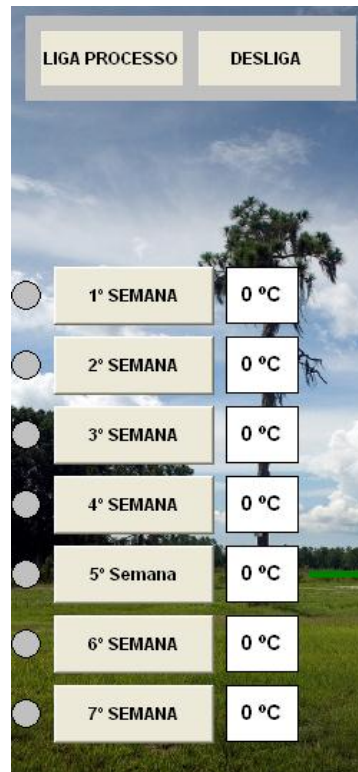 LIGA PROCESSO DESLIGA
1º SEMANA 0 ºC
2º SEMANA 0 ºC
3º SEMANA 0 ºC
4º SEMANA 0 ºC
5º Semana 0 ºC
6º SEMANA 0 ºC
7º SEMANA 0 ºC